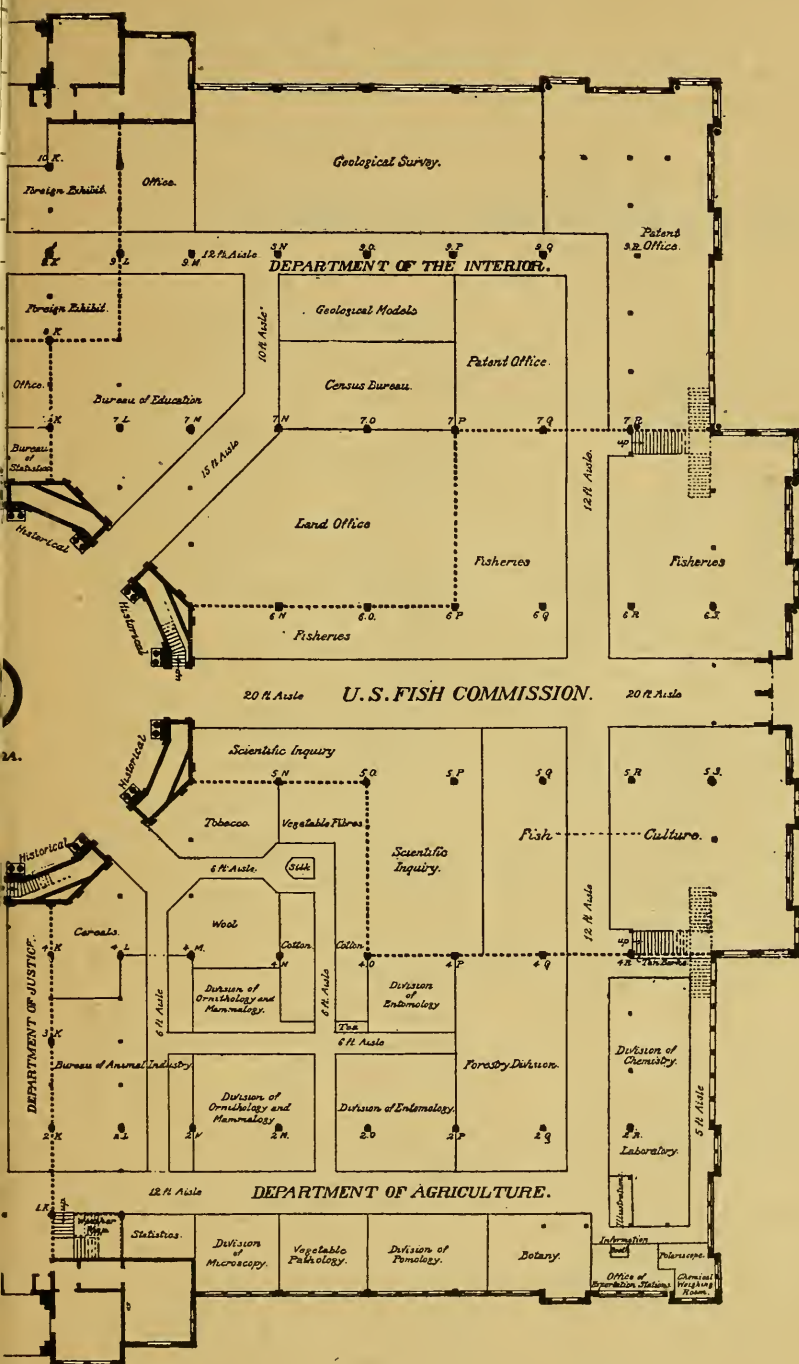 10 K.
Geological Survey.
Foreign Exhibit.
Office.
Patent
9.R. Office.
9.L
9.M
12 ft. Aisle
9.N
9.O.
9.P
9.Q
DEPARTMENT OF THE INTERIOR.
Foreign Exhibit.
8 K
Geological Models
10 ft Aisle
Patent Office.
Office.
Census Bureau.
Bureau of Education
7.L
7.M
7.N
7.O
7.P
7.Q
7.R
up
Bureau
of
Statistics
15 ft Aisle
12 ft Aisle.
Land Office
Historical
Fisheries
Fisheries
Historical
6 N
6.O.
6 P
6 Q
6 R
6.S.
Fisheries
up
20 ft Aisle
U.S. FISH COMMISSION.
20 ft Aisle
Historical
Scientific Inquiry
5.N
5.O.
5.P
5.Q
5.R
5.S.
Tobacco.
Vegetable Fibres
Scientific
Inquiry.
Fish
Culture.
Historical
6 ft Aisle.
Silk
12 ft Aisle
Cereals.
Wool
Cotton.
Cotton.
up
4 K
4 L
4 M.
4 N
4.O
4 P
4.Q
4 R
Tan Barks
DEPARTMENT OF JUSTICE.
6 ft Aisle
Division of
Ornithology and
Mammalogy.
6 ft Aisle
Division
of
Entomology
Tea
6 ft Aisle
3 K
Bureau of Animal Industry
Forestry Division.
Division of
Chemistry.
5 ft Aisle
Division of
Ornithology and
Mammalogy
Division of Entomology.
2 K
2 L
2 M.
2.O
2 P
2 Q
2 R.
Laboratory.
12 ft Aisle
DEPARTMENT OF AGRICULTURE.
Illustration
1.K
up
Weather
Map
Statistics.
Division
of
Microscopy.
Vegetable
Pathology.
Division of
Pomology.
Botany.
Information
Booth
Polariscope.
Office of
Experiment Stations.
Chemical
Weighing
Room.